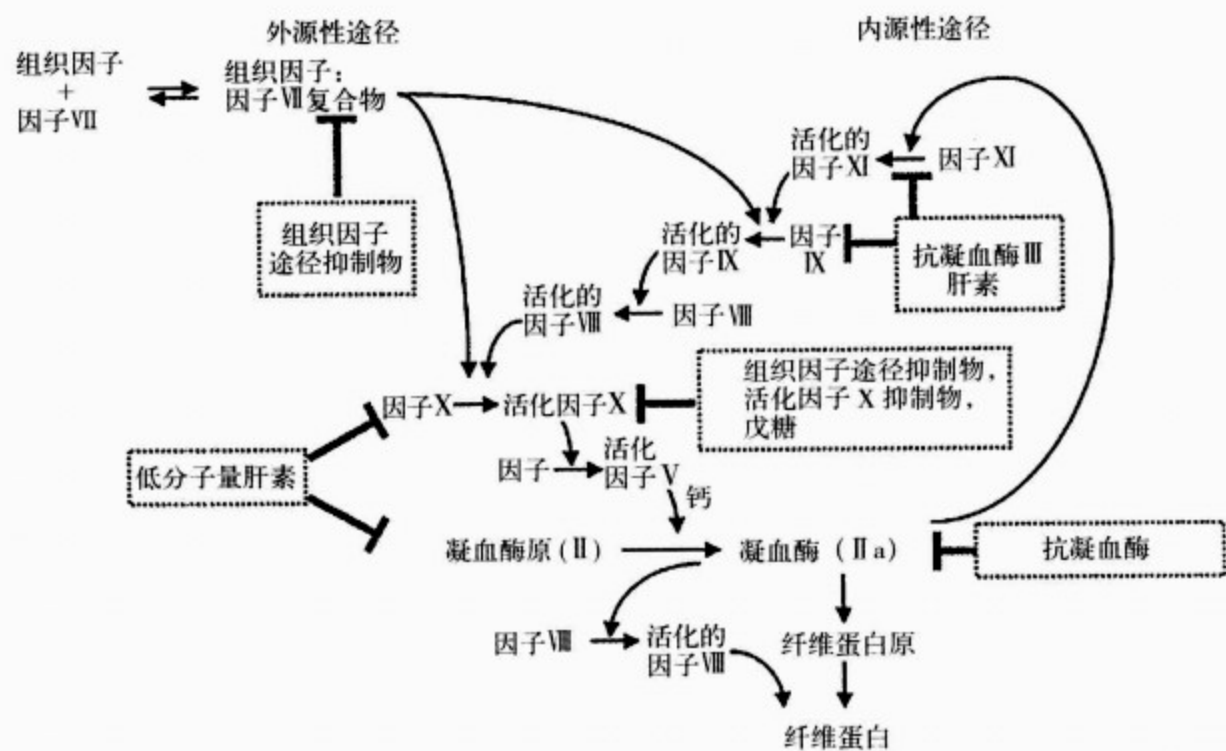 外源性途径
内源性途径
组织因子
+
因子Ⅶ
组织因子：
因子Ⅶ复合物
活化的
因子Ⅺ
因子Ⅺ
组织因子
途径抑制物
活化的
因子Ⅸ
因子
Ⅸ
抗凝血酶Ⅲ
肝素
活化的
因子Ⅷ
因子Ⅷ
组织因子途径抑制物，
活化因子Ⅹ抑制物，
戊糖
因子Ⅹ
活化因子Ⅹ
低分子量肝素
因子
活化
因子Ⅴ
钙
凝血酶原(Ⅱ)
凝血酶 (Ⅱa)
抗凝血酶
因子Ⅷ
活化的
因子Ⅷ
纤维蛋白原
纤维蛋白